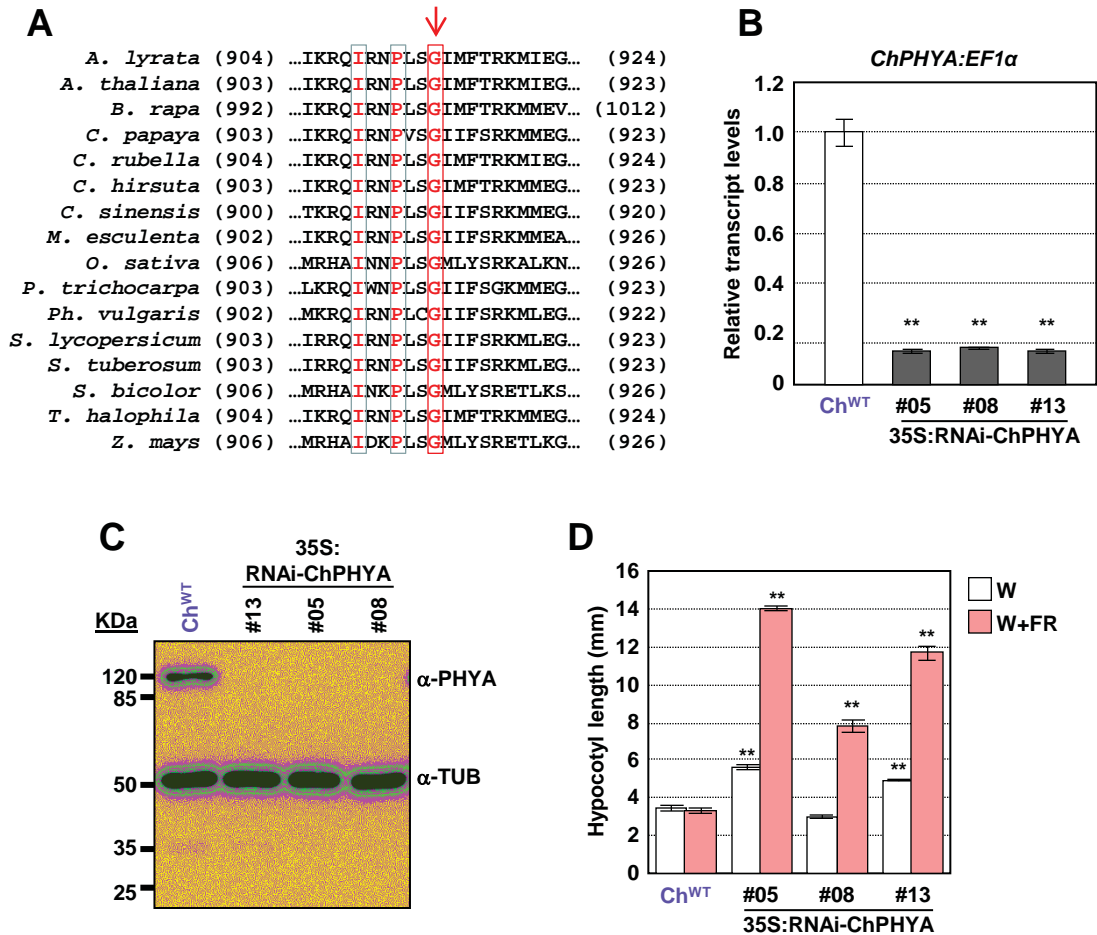 A
A. lyrata (904) …IKRQIRNPLSGIMFTRKMIEG… (924)
A. thaliana (903) …IKRQIRNPLSGIMFTRKMIEG… (923)
B. rapa (992) …IKRQIRNPLSGIMFTRKMMEV… (1012)
C. papaya (903) …IKRQIRNPVSGIIFSRKMMEG… (923)
C. rubella (904) …IKRQIRNPLSGIMFTRKMIEG… (924)
C. hirsuta (903) …IKRQIRNPLSGIMFTRKMIEG… (923)
C. sinensis (900) …TKRQIRNPLSGIIFSRKMMEG… (920)
M. esculenta (902) …IKRQIRNPLSGIIFSRKMMEA… (926)
O. sativa (906) …MRHAINNPLSGMLYSRKALKN… (926)
P. trichocarpa (903) …LKRQIWNPLSGIIFSGKMMEG… (923)
Ph. vulgaris (902) …MKRQIRNPLCGIVFSRKMLEG… (922)
S. lycopersicum (903) …IRRQIRNPLSGIIFSRKMLEG… (923)
S. tuberosum (903) …IRRQIRNPLSGIIFSRKMLEG… (923)
S. bicolor (906) …MRHAINKPLSGMLYSRETLKS… (926)
T. halophila (904) …IKRQIRNPLSGIMFTRKMMEG… (924)
Z. mays (906) …MRHAIDKPLSGMLYSRETLKG… (926)
B
ChPHYA:EF1α
Relative transcript levels
1.2
1.0
0.8
0.6
0.4
0.2
0
** ** **
ChWT #05 #08 #13
35S:RNAi-ChPHYA
C
35S:
RNAi-ChPHYA
KDa ChWT #13 #05 #08
120
85
50
35
25
α-PHYA
α-TUB
D
Hypocotyl length (mm)
16
14
12
10
8
6
4
2
0
** ** ** ** **
W
W+FR
ChWT #05 #08 #13
35S:RNAi-ChPHYA